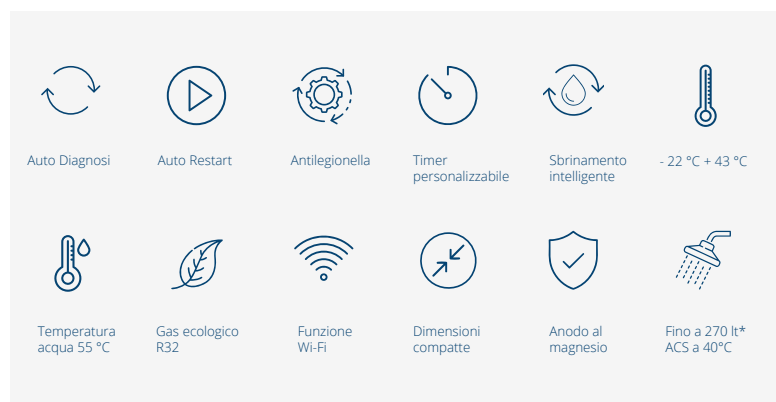 Auto Diagnosi
Auto Restart
Antilegionella
Timer
personalizzabile
Sbrinamento
intelligente
- 22 °C + 43 °C
Temperatura
acqua 55 °C
Gas ecologico
R32
Funzione
Wi-Fi
Dimensioni
compatte
Anodo al
magnesio
Fino a 270 lt*
ACS a 40°C